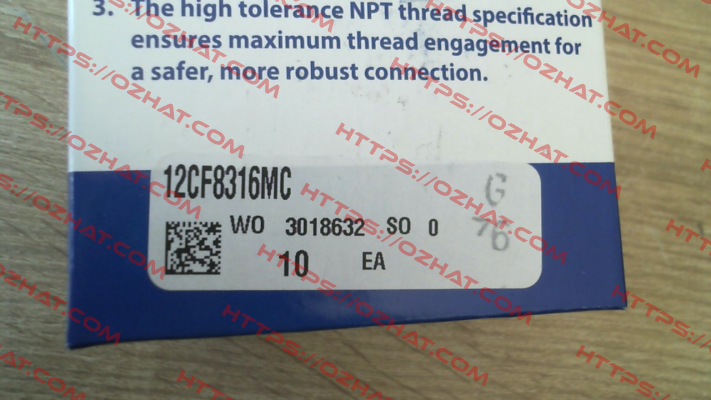 3. The high tolerance NPT thread specification
ensures maximum thread engagement for
a safer, more robust connection.
12CF8316MC
WO 3018632 SO 0
10 EA
G
76
HTTPS://OZHAT.COM